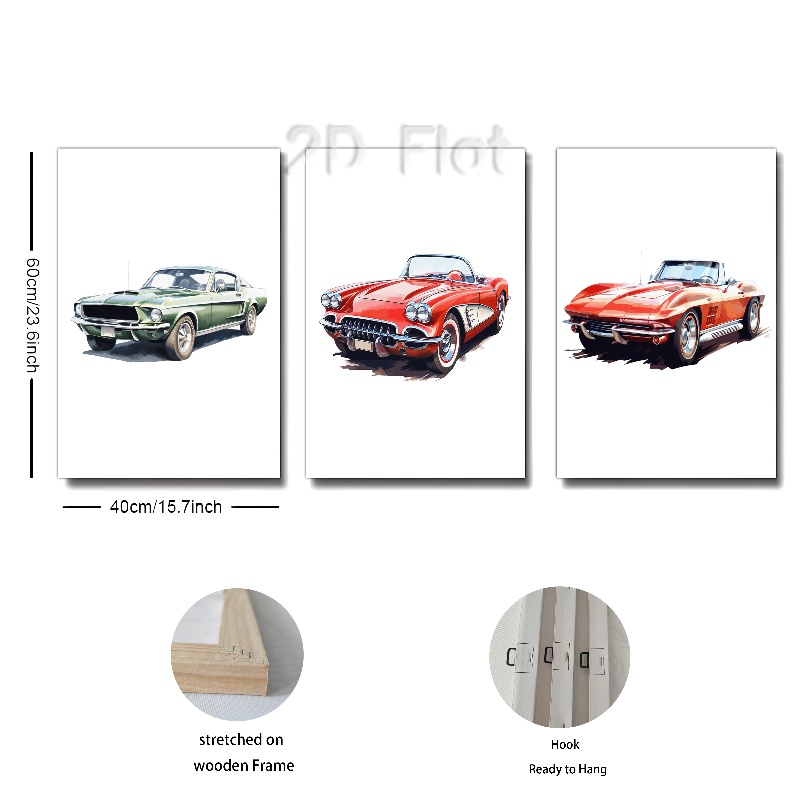 2D Flat
60cm/23.6inch
40cm/15.7inch
stretched on
wooden Frame
Hook
Ready to Hang